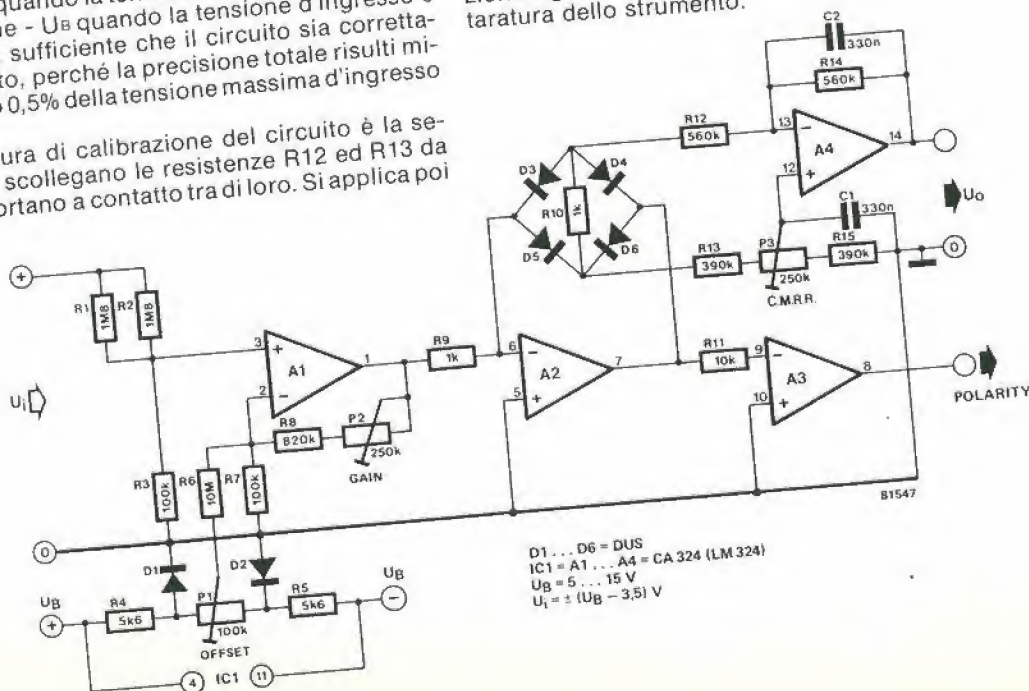 quando la ten
ne - UB quando la tensione d'ingresso è
sufficiente che il circuito sia corretta-
to, perché la precisione totale risulti mi-
0,5% della tensione massima d'ingresso
ura di calibrazione del circuito è la se-
scollegano le resistenze R12 ed R13 da
ortano a contatto tra di loro. Si applica poi
taratura dello strumento.
C2
330n
R14
560k
R12
560k
13
A4
14
12
D3
D4
R10
1k
D5
D6
C1
330n
Uo
R13
390k
P3
250k
C.M.R.R.
R15
390k
0
+
R1
1M8
R2
1M8
Ui
3
A1
1
2
R9
1k
6
A2
7
5
R11
10k
9
A3
8
10
POLARITY
R8
820k
P2
250k
GAIN
R3
100k
R6
10M
R7
100k
81547
0
D1
D2
UB
+
R4
5k6
P1
100k
OFFSET
R5
5k6
UB
-
4 IC1 11
D1 . . . D6 = DUS
IC1 = A1 . . . A4 = CA 324 (LM 324)
UB = 5 . . . 15 V
Ui = ± (UB – 3,5) V